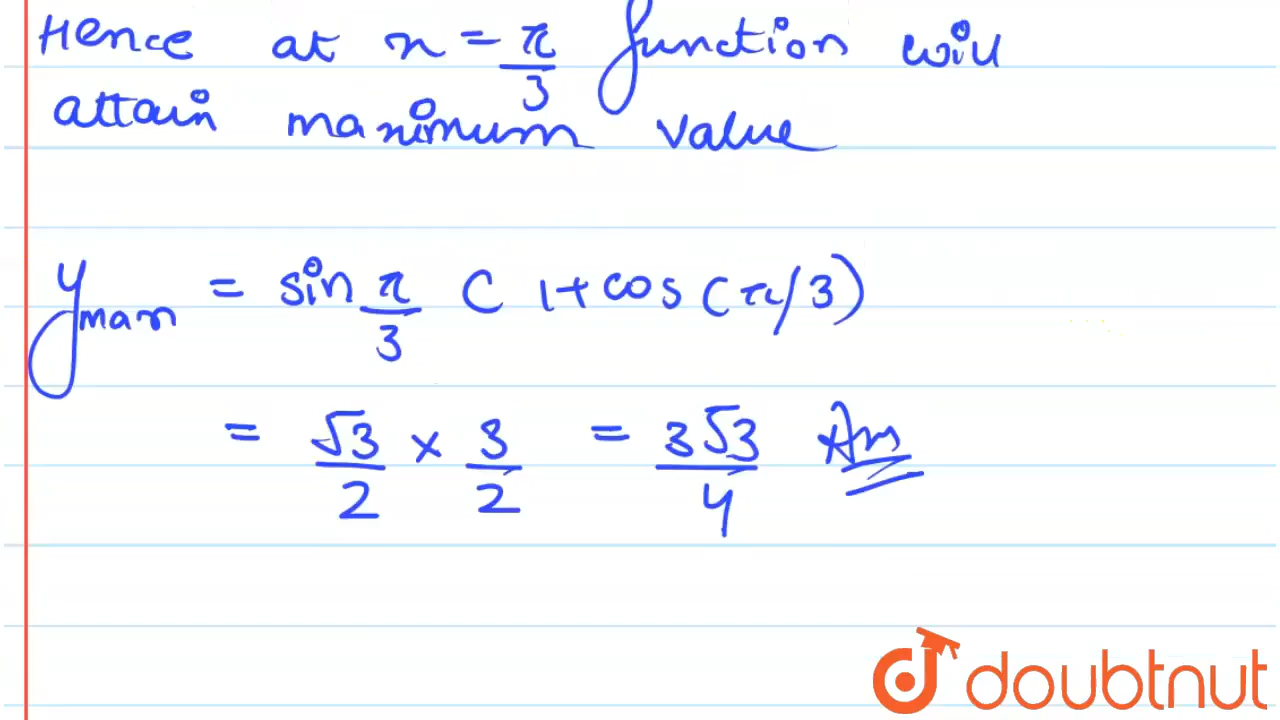 Hence at x = π/3 function will
attain maximum value
y max = sin π/3 ( 1+cos(π/3)
= √3/2 × 3/2 = 3√3/4 Ans
doubtnut